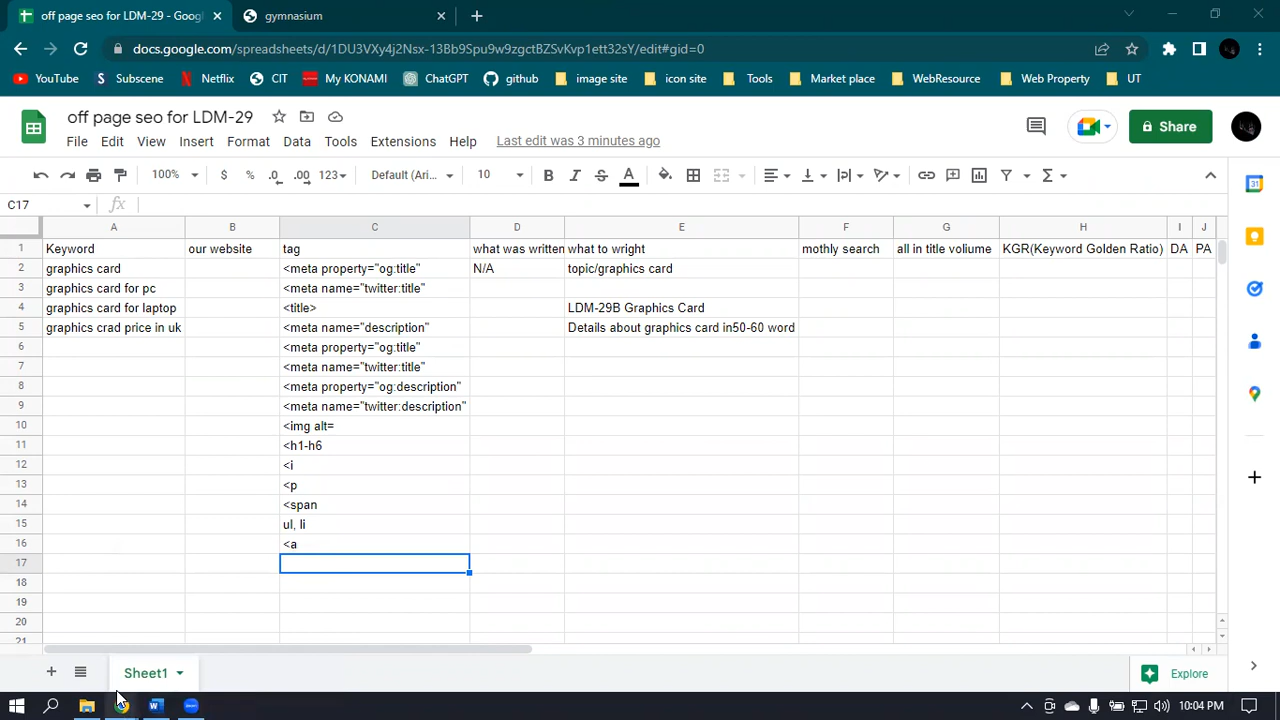 off page seo for LDM-29 - Goog
gymnasium
docs.google.com/spreadsheets/d/1DU3VXy4j2Nsx-13Bb9Spu9w9zgctBZSvKvp1ett32sY/edit#gid=0
YouTube Subscene Netflix CIT My KONAMI ChatGPT github image site icon site Tools Market place WebResource Web Property UT
off page seo for LDM-29
Share
File Edit View Insert Format Data Tools Extensions Help Last edit was 3 minutes ago
100% $ % .0 .00 123 Default (Ari... 10 B I S A
C17 fx
A B C D E F G H I J
1 Keyword our website tag what was written what to wright mothly search all in title voliume KGR(Keyword Golden Ratio) DA PA
2 graphics card <meta property="og:title" N/A topic/graphics card
3 graphics card for pc <meta name="twitter:title"
4 graphics card for laptop <title> LDM-29B Graphics Card
5 graphics crad price in uk <meta name="description" Details about graphics card in50-60 word
6 <meta property="og:title"
7 <meta name="twitter:title"
8 <meta property="og:description"
9 <meta name="twitter:description"
10 <img alt=
11 <h1-h6
12 <i
13 <p
14 <span
15 ul, li
16 <a
17
18
19
20
21
Sheet1
Explore
10:04 PM